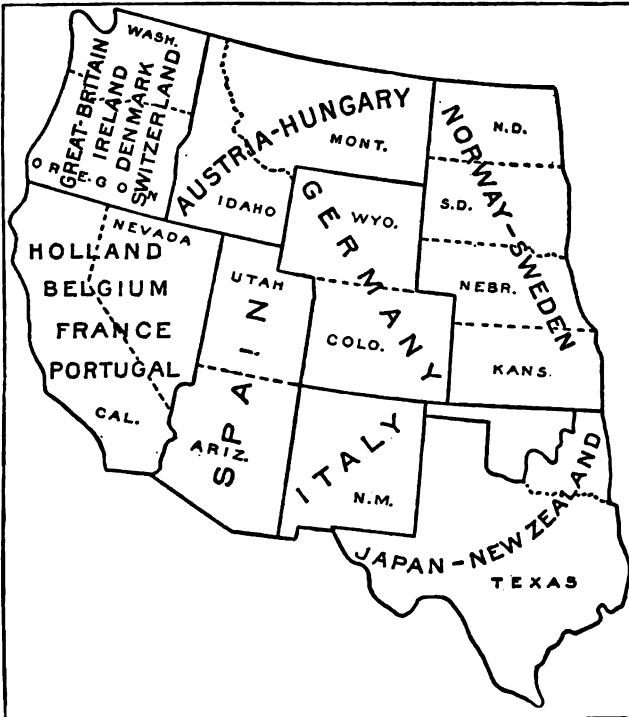 WASH.
GREAT-BRITAIN
IRELAND
DENMARK
SWITZERLAND
OREGON
AUSTRIA-HUNGARY
MONT.
IDAHO
NORWAY-SWEDEN
N.D.
S.D.
NEBR.
KANS.
GERMANY
WYO.
COLO.
NEVADA
HOLLAND
BELGIUM
FRANCE
PORTUGAL
CAL.
SPAIN
UTAH
ARIZ.
ITALY
N.M.
JAPAN-NEW ZEALAND
TEXAS